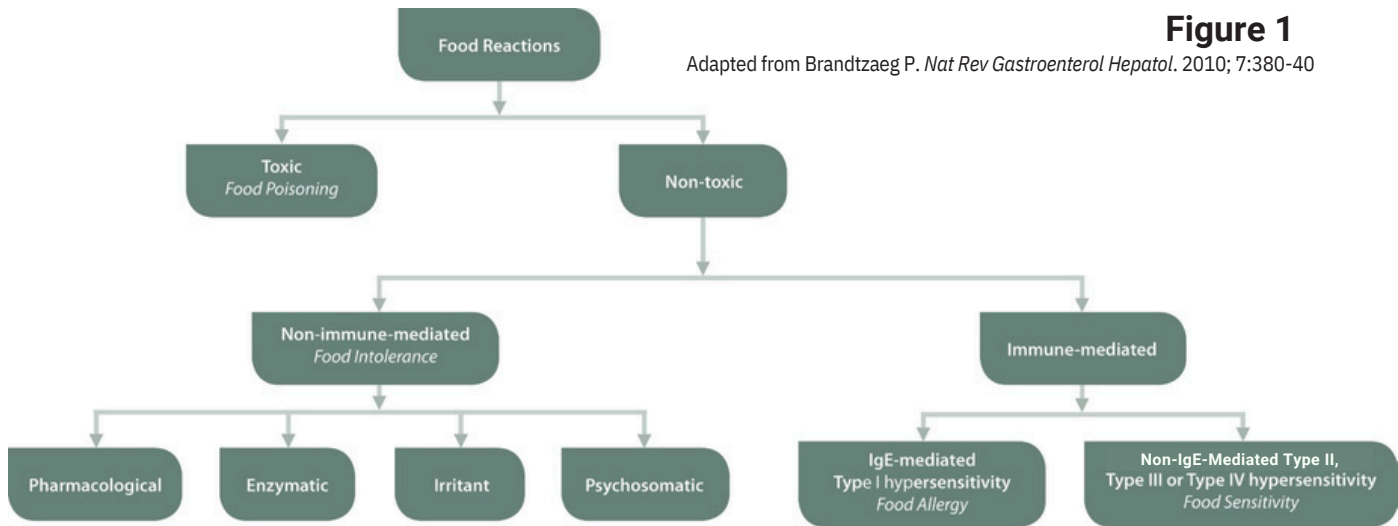 Figure 1
Adapted from Brandtzaeg P. Nat Rev Gastroenterol Hepatol. 2010; 7:380-40
Food Reactions
Toxic
Food Poisoning
Non-toxic
Non-immune-mediated
Food Intolerance
Immune-mediated
Pharmacological
Enzymatic
Irritant
Psychosomatic
IgE-mediated
Type I hypersensitivity
Food Allergy
Non-IgE-Mediated Type II,
Type III or Type IV hypersensitivity
Food Sensitivity